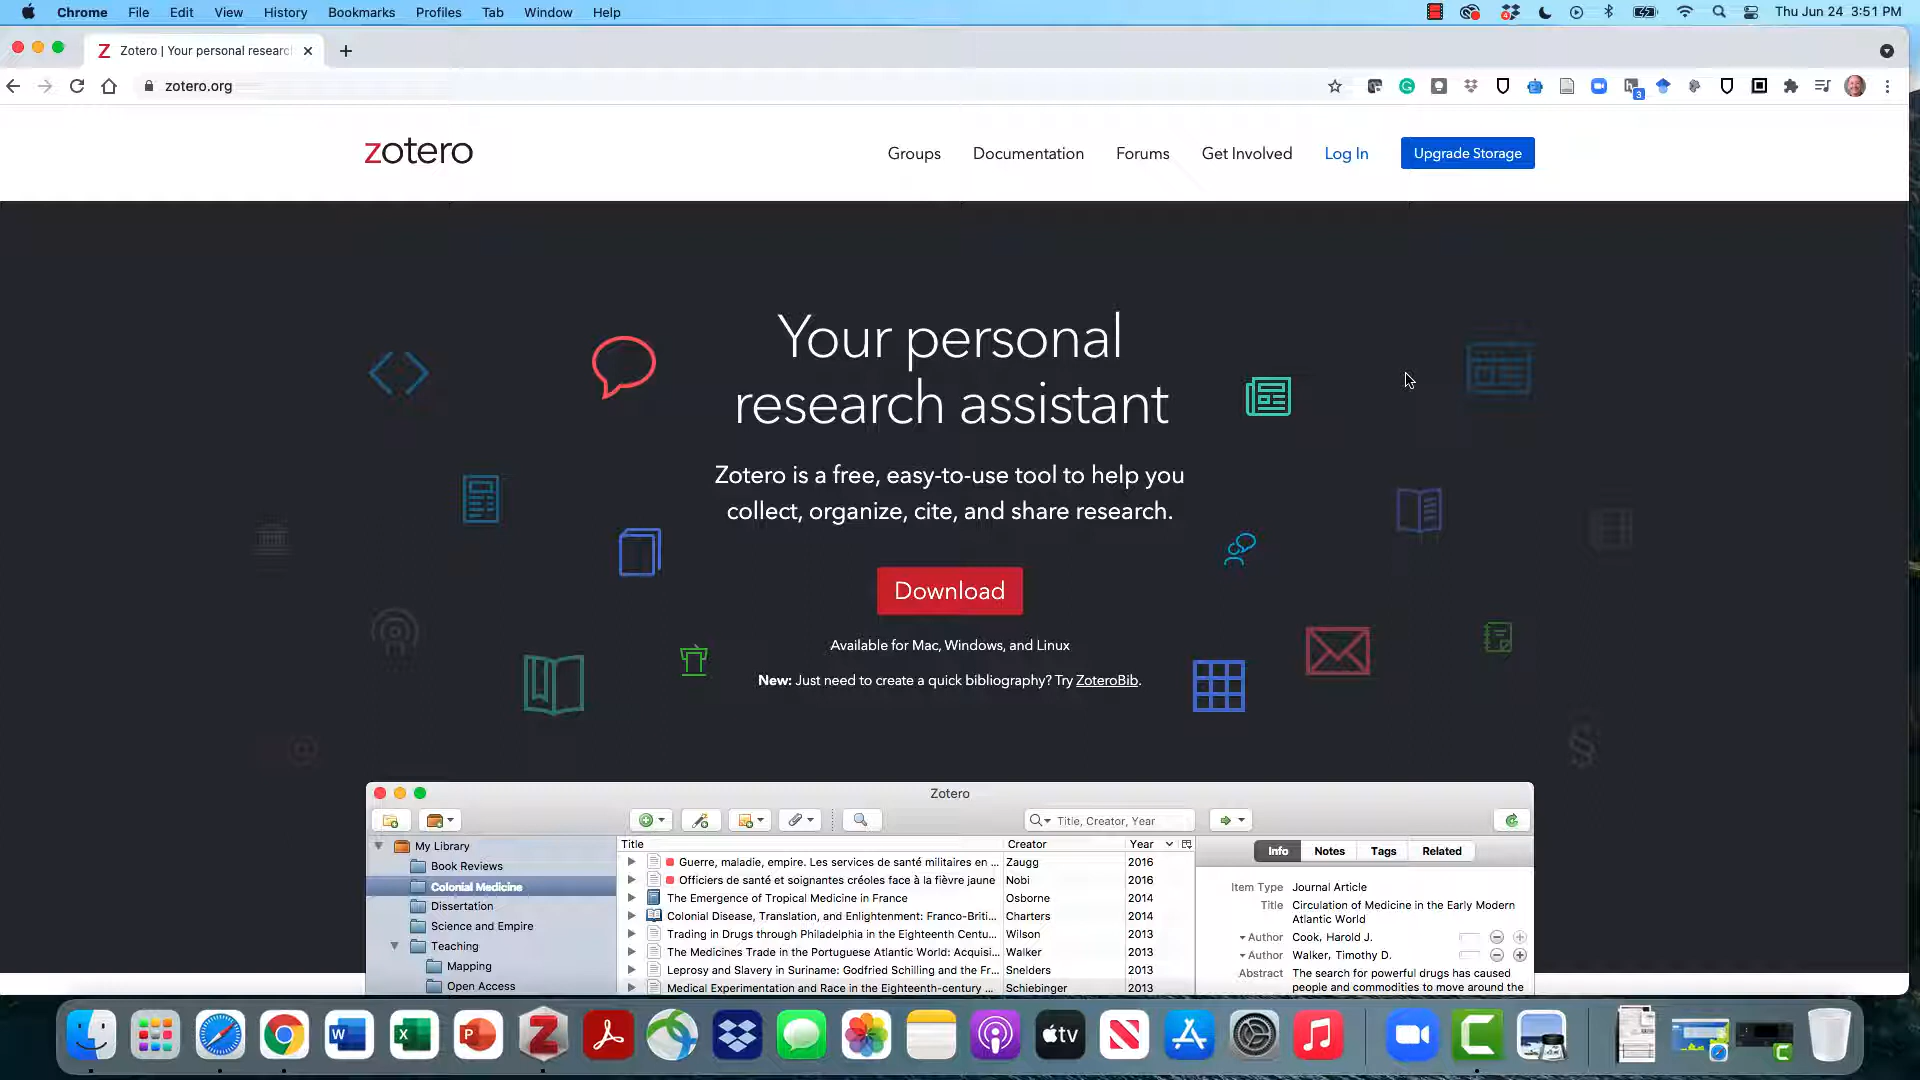 Chrome File Edit View History Bookmarks Profiles Tab Window Help
4
Thu Jun 24 3:51 PM
Zotero | Your personal researc
zotero.org
3
zotero
Groups Documentation Forums Get Involved Log In Upgrade Storage
Your personal
research assistant
Zotero is a free, easy-to-use tool to help you
collect, organize, cite, and share research.
Download
Available for Mac, Windows, and Linux
New: Just need to create a quick bibliography? Try ZoteroBib.
Zotero
Title, Creator, Year
My Library
Book Reviews
Colonial Medicine
Dissertation
Science and Empire
Teaching
Mapping
Open Access
Title Creator Year
Guerre, maladie, empire. Les services de santé militaires en ... Zaugg 2016
Officiers de santé et soignantes créoles face à la fièvre jaune Nobi 2016
The Emergence of Tropical Medicine in France Osborne 2014
Colonial Disease, Translation, and Enlightenment: Franco-Briti... Charters 2014
Trading in Drugs through Philadelphia in the Eighteenth Centu... Wilson 2013
The Medicines Trade in the Portuguese Atlantic World: Acquisi... Walker 2013
Leprosy and Slavery in Suriname: Godfried Schilling and the Fr... Snelders 2013
Medical Experimentation and Race in the Eighteenth-century ... Schiebinger 2013
Info Notes Tags Related
Item Type Journal Article
Title Circulation of Medicine in the Early Modern
Atlantic World
Author Cook, Harold J.
Author Walker, Timothy D.
Abstract The search for powerful drugs has caused
people and commodities to move around the
tv